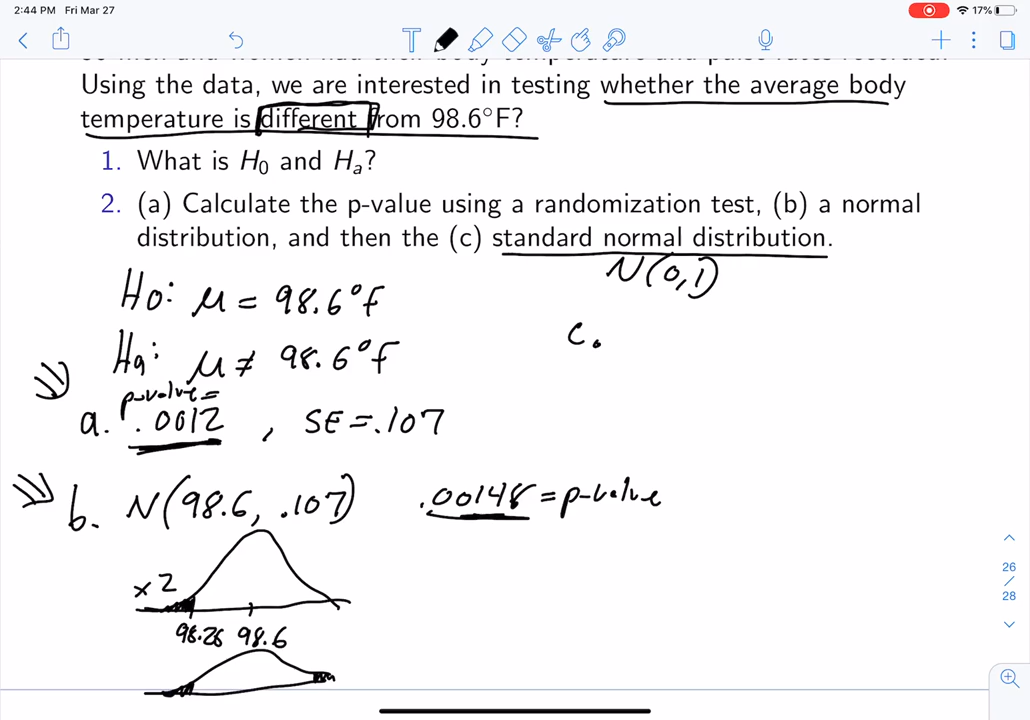 2:44 PM Fri Mar 27
17%
Using the data, we are interested in testing whether the average body
temperature is different from 98.6°F?
1. What is H0 and Ha?
2. (a) Calculate the p-value using a randomization test, (b) a normal
distribution, and then the (c) standard normal distribution.
N(0,1)
H0: μ = 98.6°F
c.
Ha: μ ≠ 98.6°F
p-value=
a. .0012 , SE=.107
b. N(98.6, .107) .00148 = p-value
x2
98.26 98.6
26
/
28
T